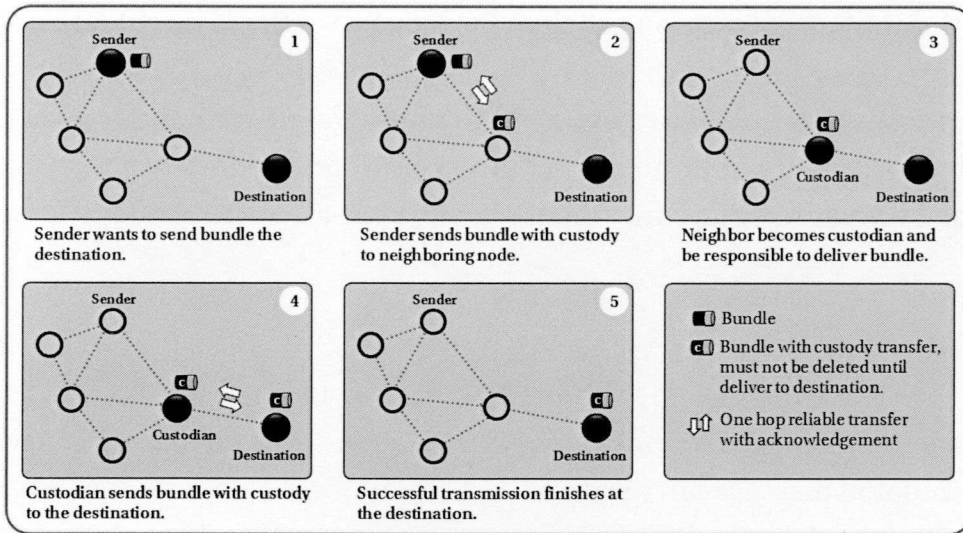 Sender
1
Destination
Sender wants to send bundle the
destination.
Sender
2
C
Destination
Sender sends bundle with custody
to neighboring node.
Sender
3
C
Custodian
Destination
Neighbor becomes custodian and
be responsible to deliver bundle.
Sender
4
C
C
Custodian
Destination
Custodian sends bundle with custody
to the destination.
Sender
5
C
Destination
Successful transmission finishes at
the destination.
Bundle
C
Bundle with custody transfer,
must not be deleted until
deliver to destination.
One hop reliable transfer
with acknowledgement